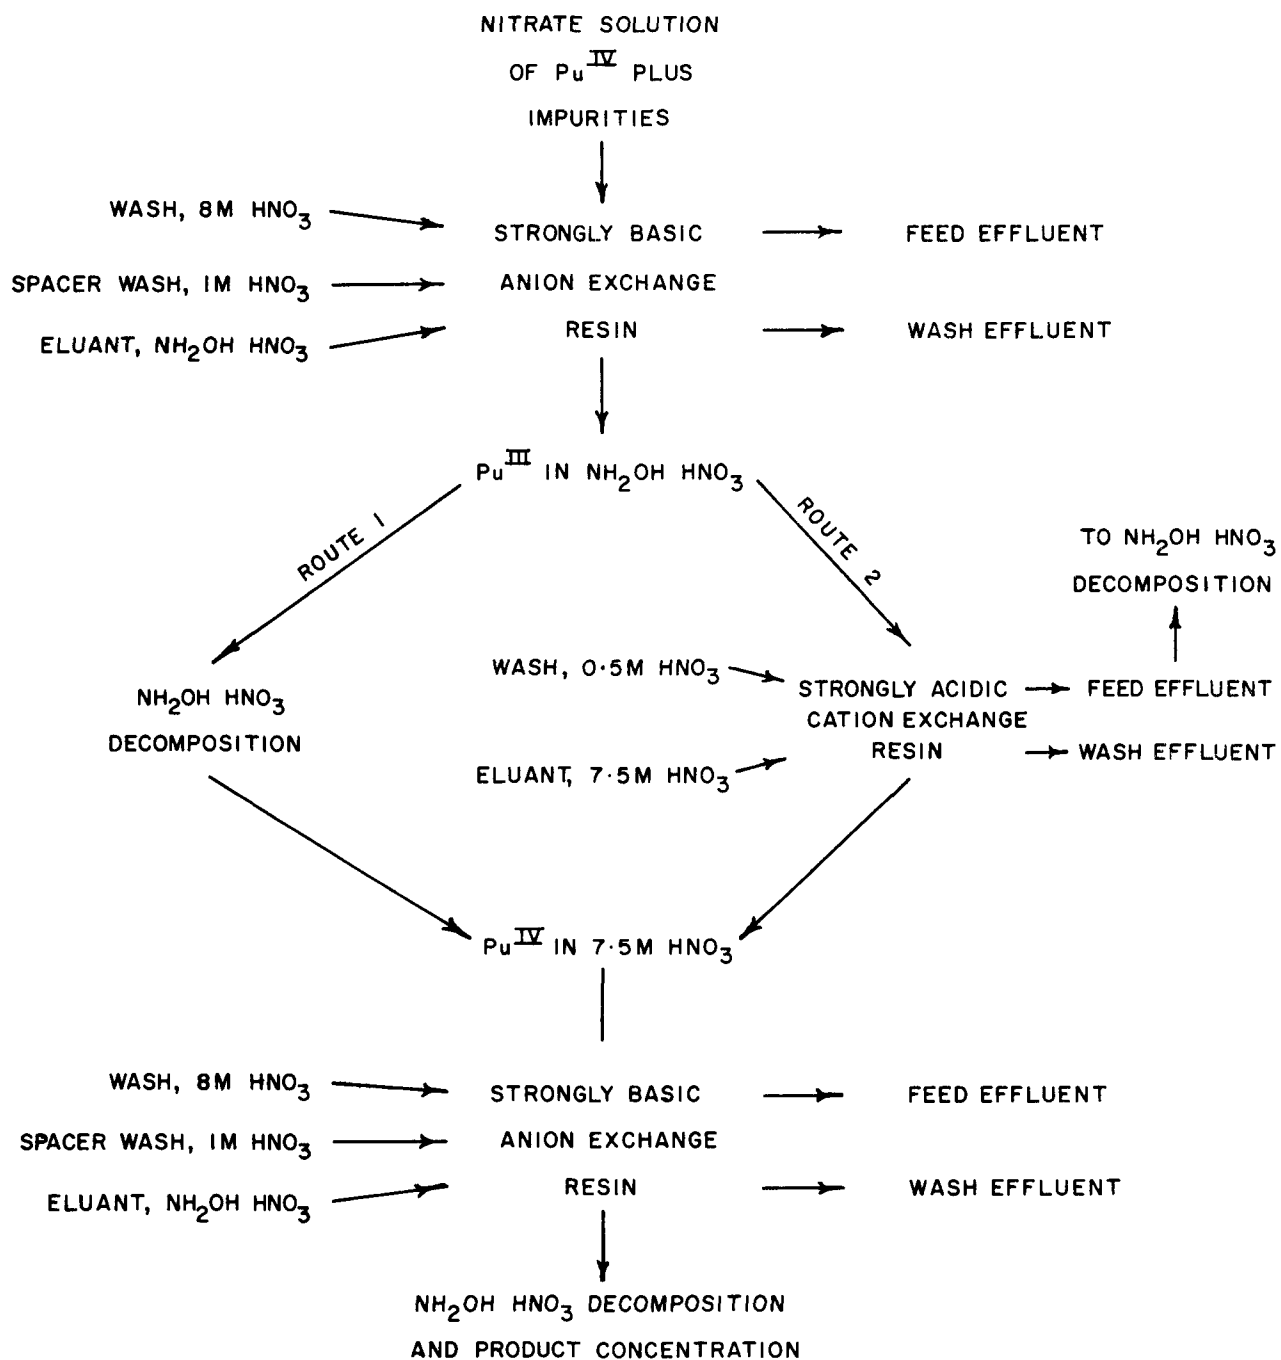 NITRATE SOLUTION
OF Pu^IV PLUS
IMPURITIES
WASH, 8M HNO₃
SPACER WASH, 1M HNO₃
ELUANT, NH₂OH HNO₃
STRONGLY BASIC
ANION EXCHANGE
RESIN
FEED EFFLUENT
WASH EFFLUENT
Pu^III IN NH₂OH HNO₃
ROUTE 1
ROUTE 2
TO NH₂OH HNO₃
DECOMPOSITION
NH₂OH HNO₃
DECOMPOSITION
WASH, 0·5M HNO₃
ELUANT, 7·5M HNO₃
STRONGLY ACIDIC
CATION EXCHANGE
RESIN
FEED EFFLUENT
WASH EFFLUENT
Pu^IV IN 7·5M HNO₃
WASH, 8M HNO₃
SPACER WASH, 1M HNO₃
ELUANT, NH₂OH HNO₃
STRONGLY BASIC
ANION EXCHANGE
RESIN
FEED EFFLUENT
WASH EFFLUENT
NH₂OH HNO₃ DECOMPOSITION
AND PRODUCT CONCENTRATION